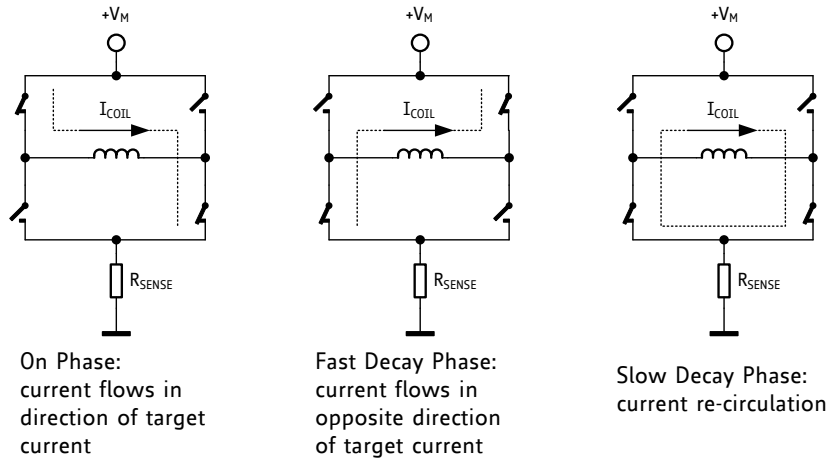 +VM
+VM
+VM
ICOIL
ICOIL
ICOIL
RSENSE
RSENSE
RSENSE
On Phase:
current flows in
direction of target
current
Fast Decay Phase:
current flows in
opposite direction
of target current
Slow Decay Phase:
current re-circulation